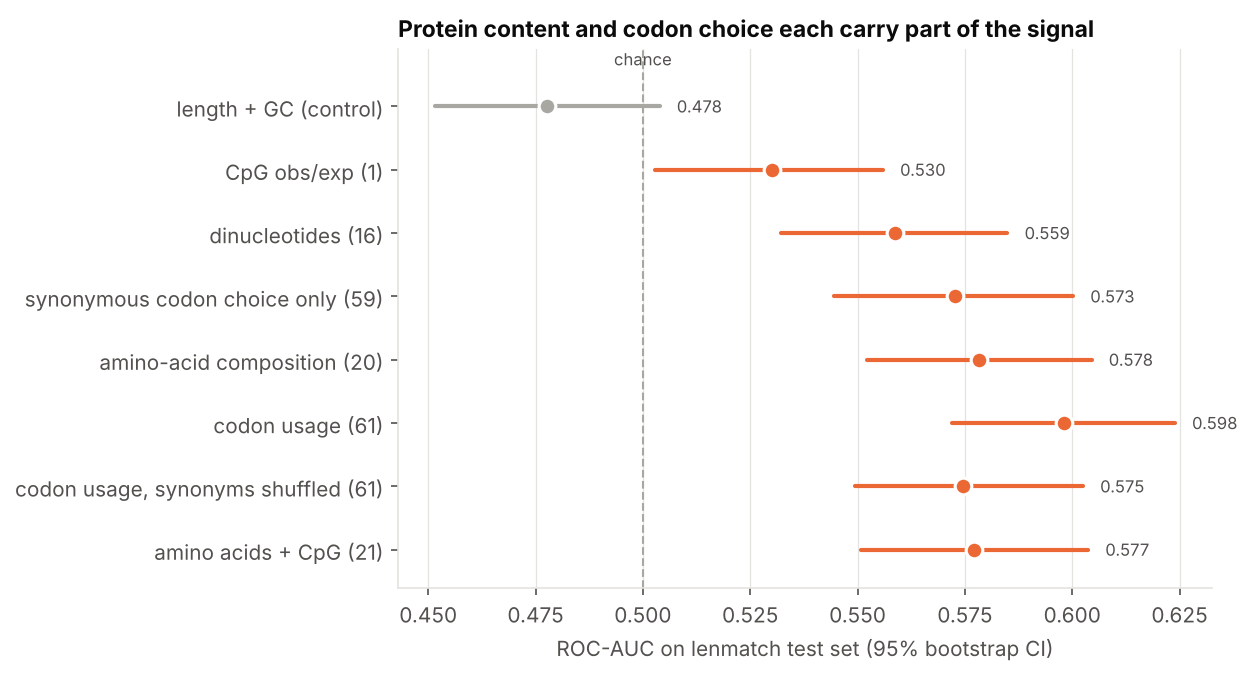 Protein content and codon choice each carry part of the signal
chance
length + GC (control)
0.478
CpG obs/exp (1)
0.530
dinucleotides (16)
0.559
synonymous codon choice only (59)
0.573
amino-acid composition (20)
0.578
codon usage (61)
0.598
codon usage, synonyms shuffled (61)
0.575
amino acids + CpG (21)
0.577
0.450 0.475 0.500 0.525 0.550 0.575 0.600 0.625
ROC-AUC on lenmatch test set (95% bootstrap CI)